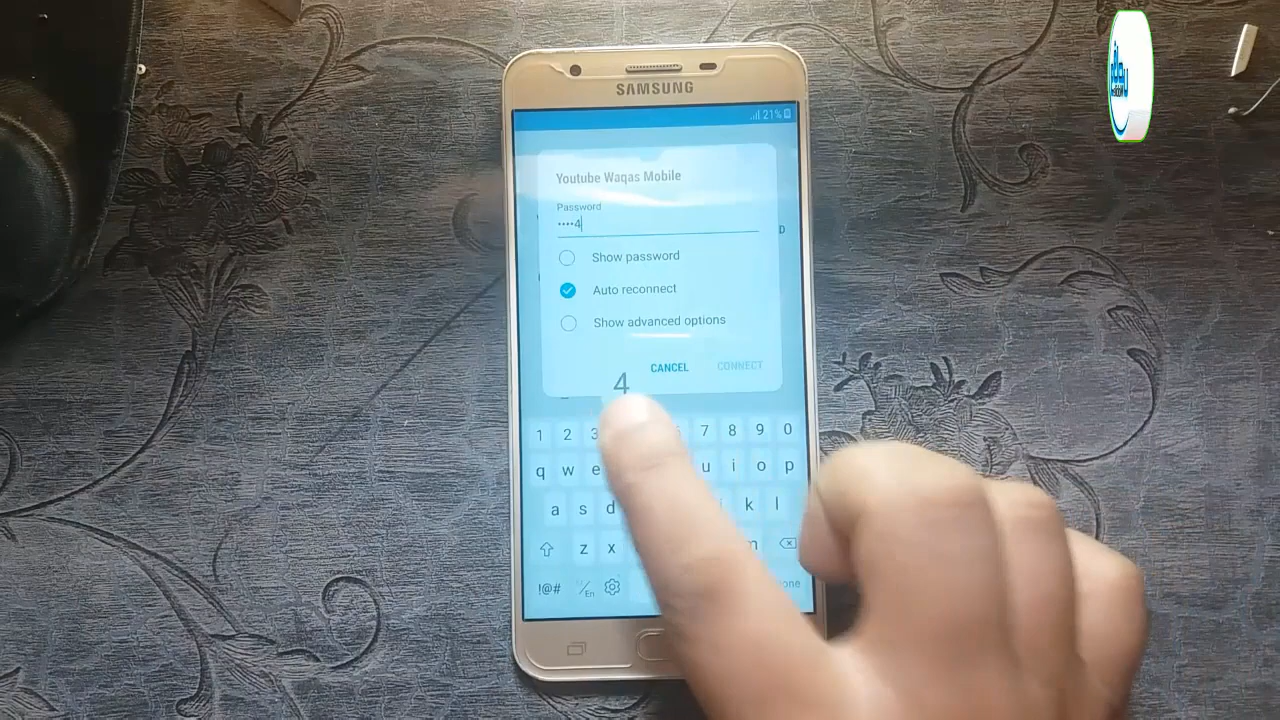 SAMSUNG
21%
Youtube Waqas Mobile
Password
••••4
Show password
Auto reconnect
Show advanced options
CANCEL CONNECT
4
1 2 3 7 8 9 0
q w e u i o p
a s d k l
z x m
!@# En